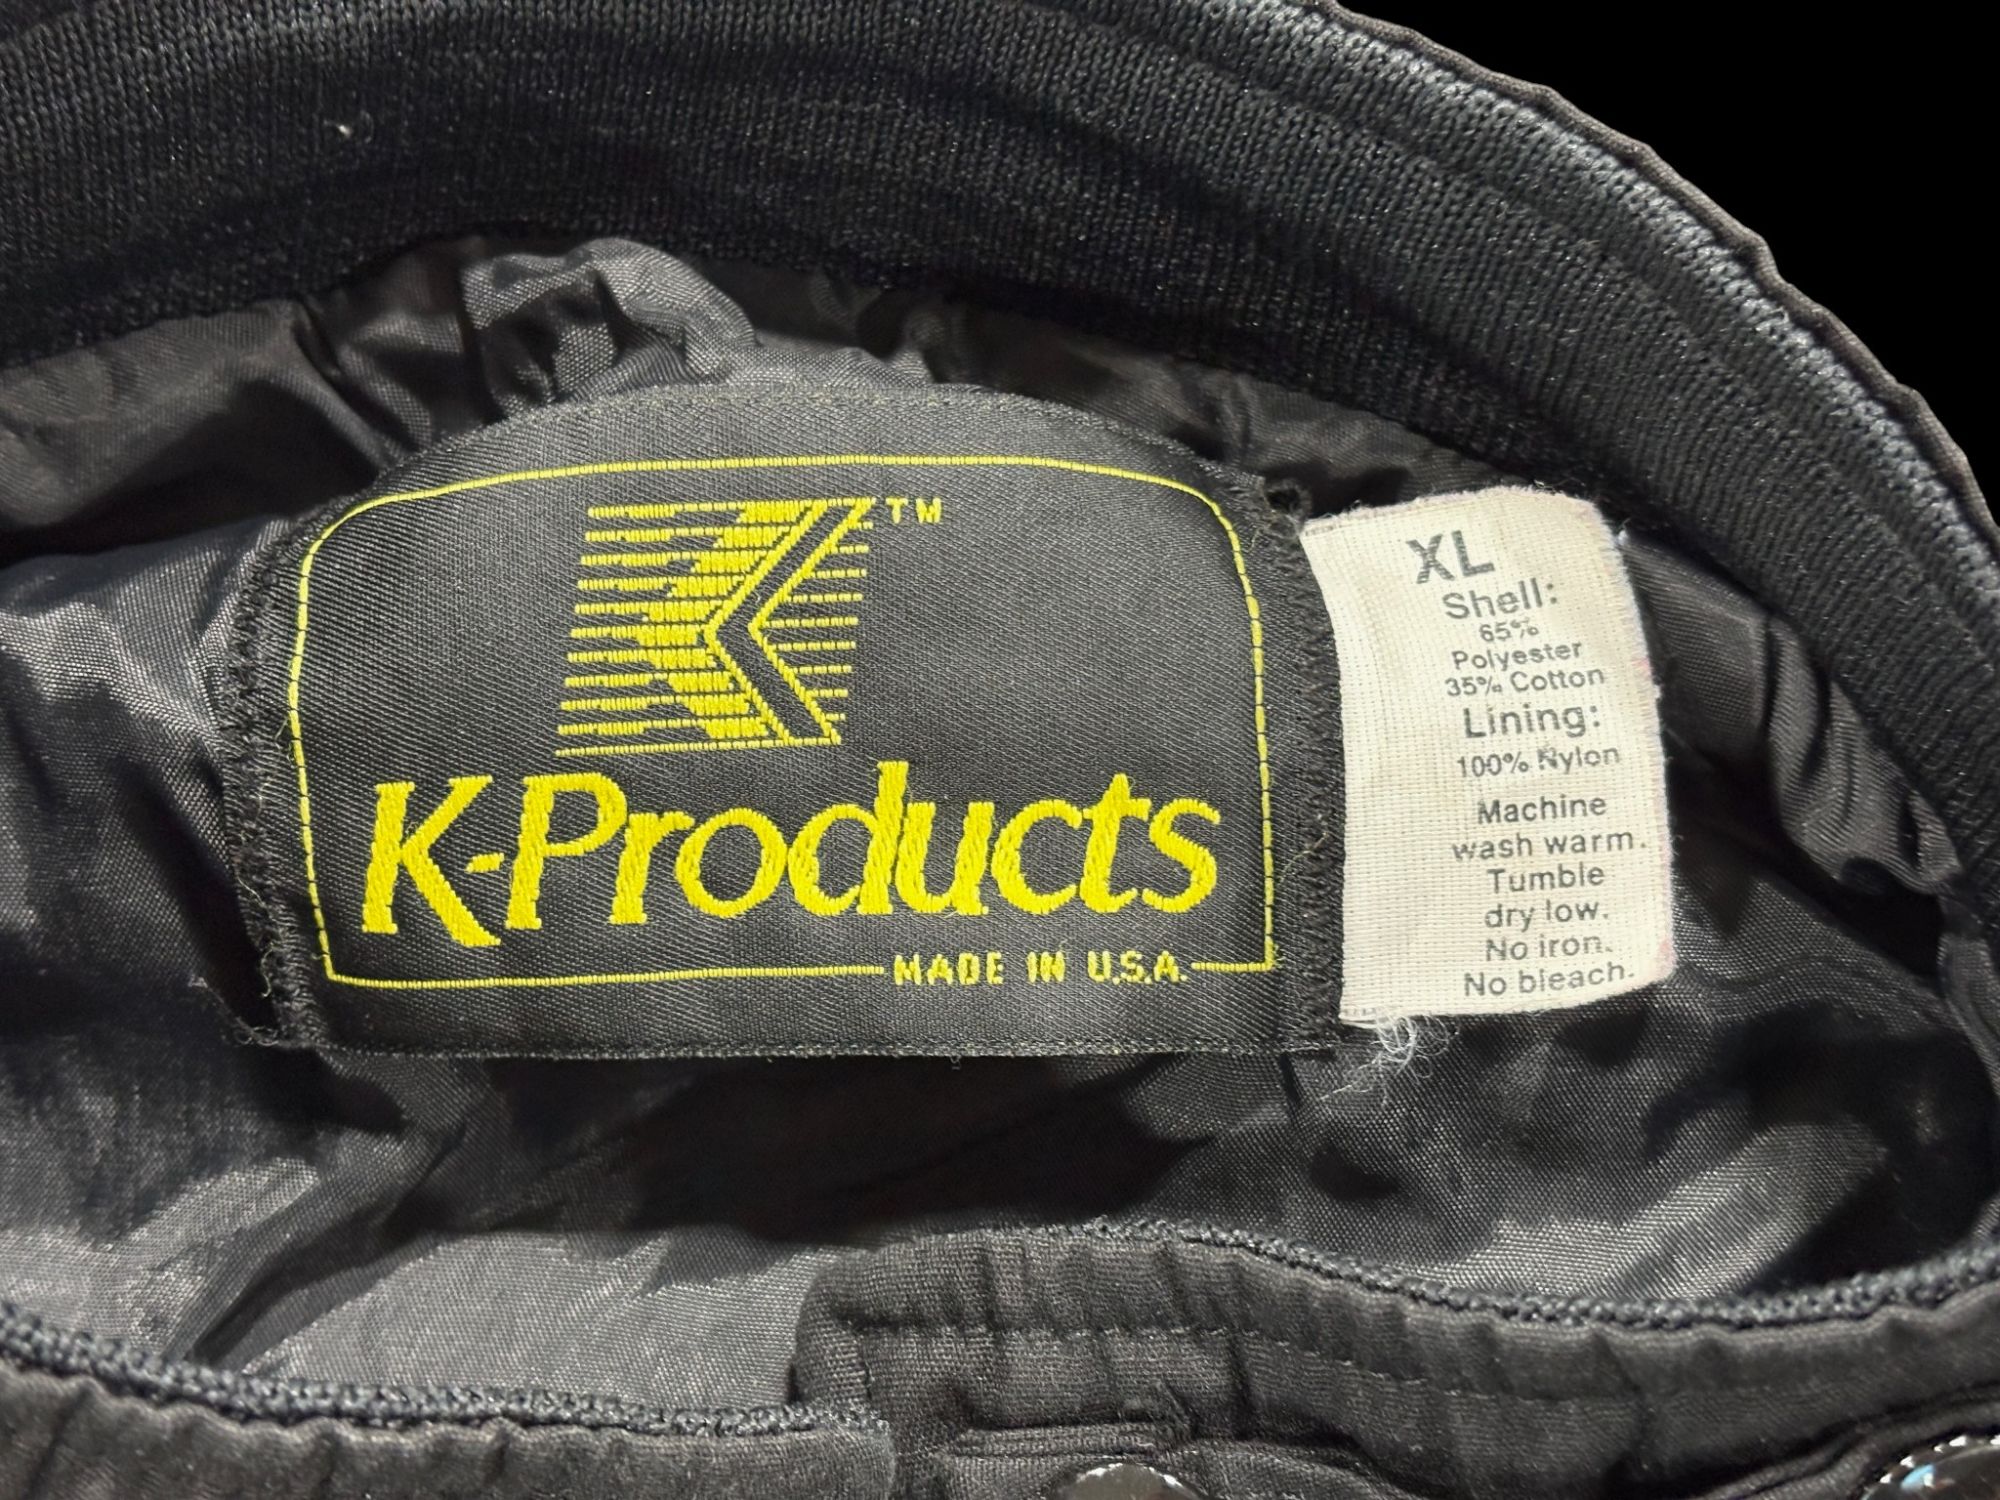 TM
K-Products
MADE IN U.S.A.
XL
Shell:
65%
Polyester
35% Cotton
Lining:
100% Nylon
Machine
wash warm.
Tumble
dry low.
No iron.
No bleach.